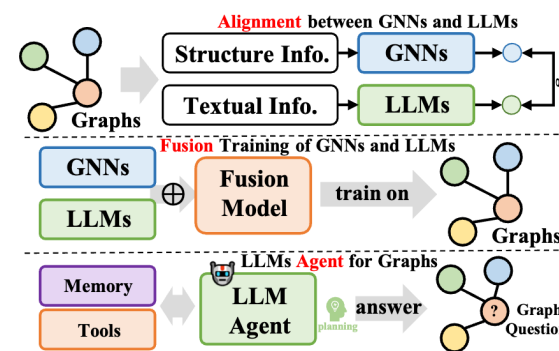 Alignment between GNNs and LLMs
Structure Info.
GNNs
Textual Info.
LLMs
Graphs
Fusion Training of GNNs and LLMs
GNNs
LLMs
Fusion
Model
train on
Graphs
LLMs Agent for Graphs
Memory
Tools
LLM
Agent
planning
answer
?
Graph
Questio